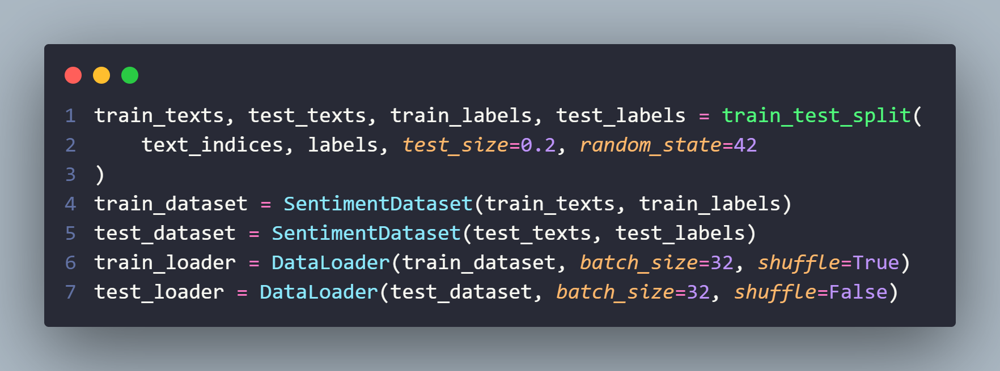 1 train_texts, test_texts, train_labels, test_labels = train_test_split(
2     text_indices, labels, test_size=0.2, random_state=42
3 )
4 train_dataset = SentimentDataset(train_texts, train_labels)
5 test_dataset = SentimentDataset(test_texts, test_labels)
6 train_loader = DataLoader(train_dataset, batch_size=32, shuffle=True)
7 test_loader = DataLoader(test_dataset, batch_size=32, shuffle=False)